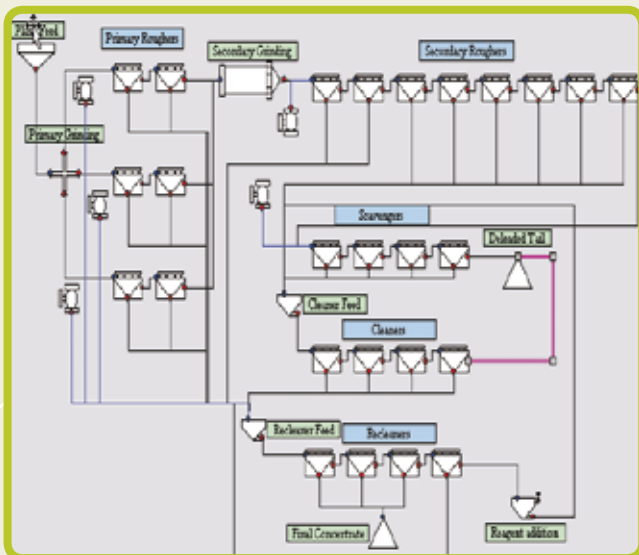 Plant Feed
Primary Roughers
Secondary Grinding
Secondary Roughers
Primary Grinding
Scavengers
Deleaded Tail
Cleaner Feed
Cleaners
Recleaner Feed
Recleaners
Final Concentrate
Reagent addition